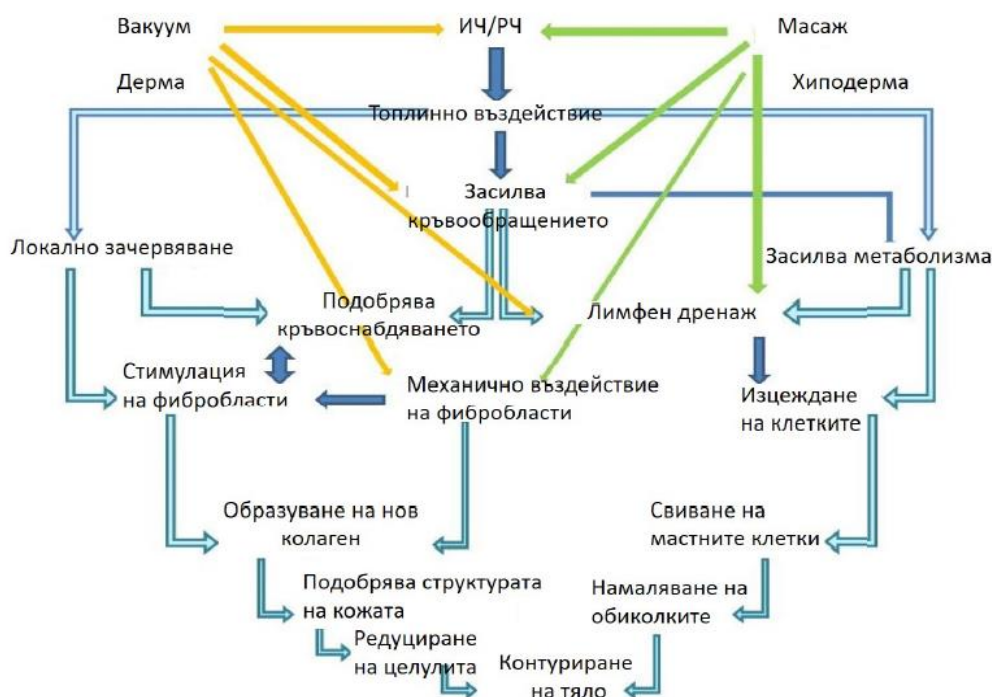 Вакуум
ИЧ/РЧ
Масаж
Дерма
Хиподерма
Топлинно въздействие
Засилва
кръвообращението
Локално зачервяване
Засилва метаболизма
Подобрява
кръвоснабдяването
Лимфен дренаж
Стимулация
на фибробласти
Механично въздействие
на фибробласти
Изцеждане
на клетките
Образуване на нов
колаген
Свиване на
мастните клетки
Подобрява структурата
на кожата
Намаляване на
обиколките
Редуциране
на целулита
Контуриране
на тяло